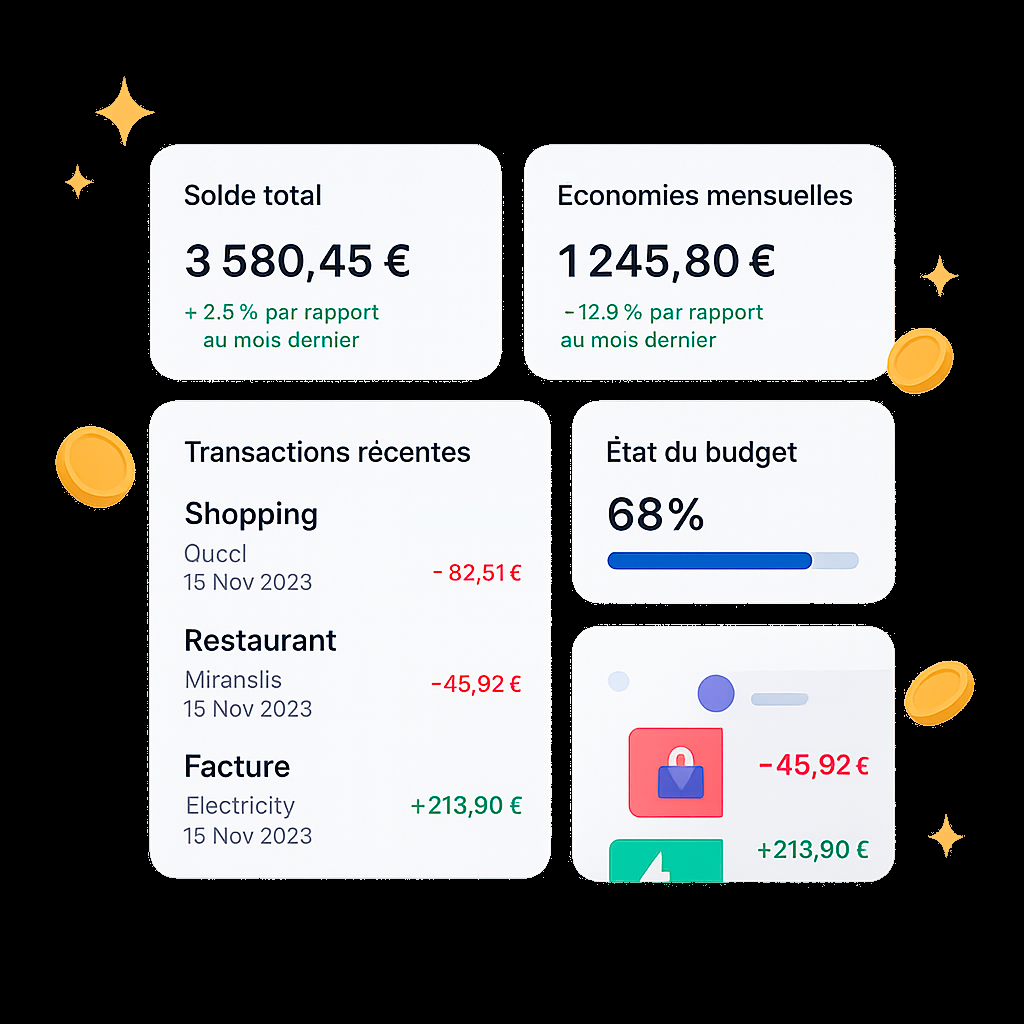 Solde total
3 580,45 €
+ 2.5 % par rapport
au mois dernier
Economies mensuelles
1 245,80 €
-12.9 % par rapport
au mois dernier
Transactions récentes
Shopping
Quccl
15 Nov 2023
- 82,51 €
Restaurant
Miranslis
15 Nov 2023
-45,92 €
Facture
Electricity
15 Nov 2023
+213,90 €
État du budget
68%
-45,92 €
+213,90 €